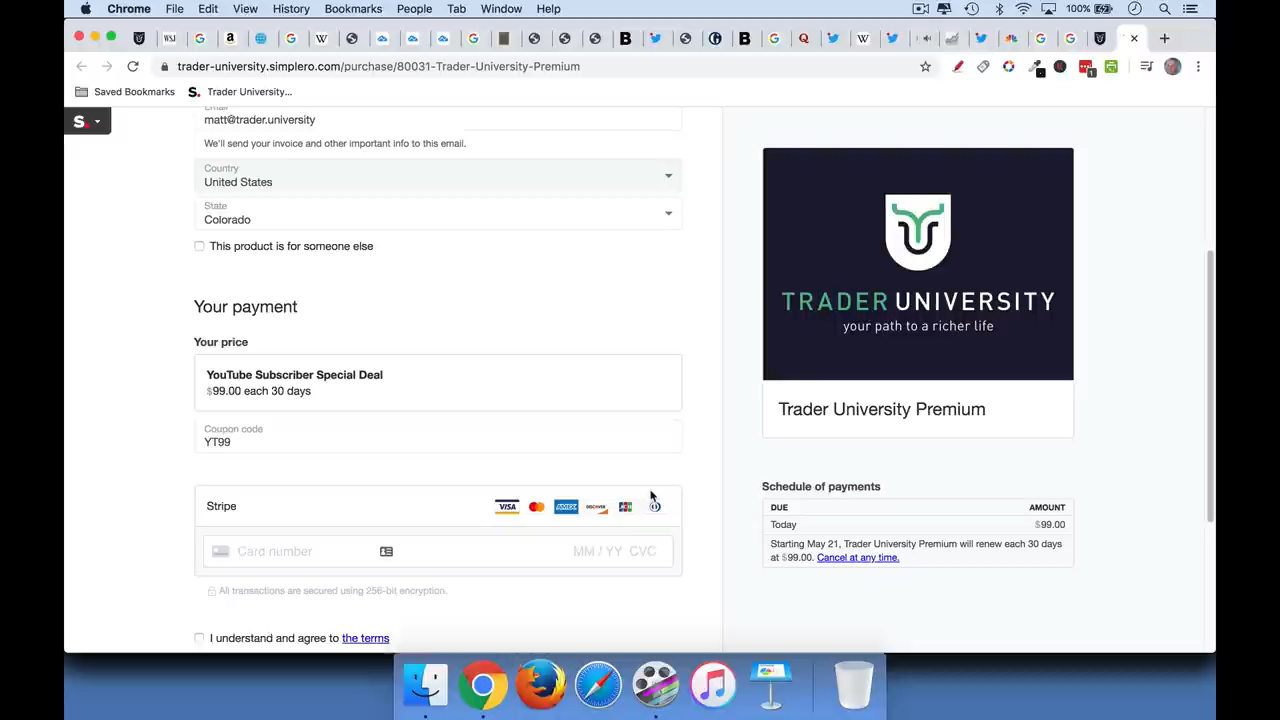 Chrome File Edit View History Bookmarks People Tab Window Help 100%
trader-university.simplero.com/purchase/80031-Trader-University-Premium
Saved Bookmarks S. Trader University...
S.
Email
matt@trader.university
We'll send your invoice and other important info to this email.
Country
United States
State
Colorado
This product is for someone else
Your payment
Your price
YouTube Subscriber Special Deal
$99.00 each 30 days
Coupon code
YT99
Stripe VISA AMEX DISCOVER JCB
Card number MM / YY CVC
All transactions are secured using 256-bit encryption.
I understand and agree to the terms
TRADER UNIVERSITY
your path to a richer life
Trader University Premium
Schedule of payments
DUE AMOUNT
Today $99.00
Starting May 21, Trader University Premium will renew each 30 days
at $99.00. Cancel at any time.